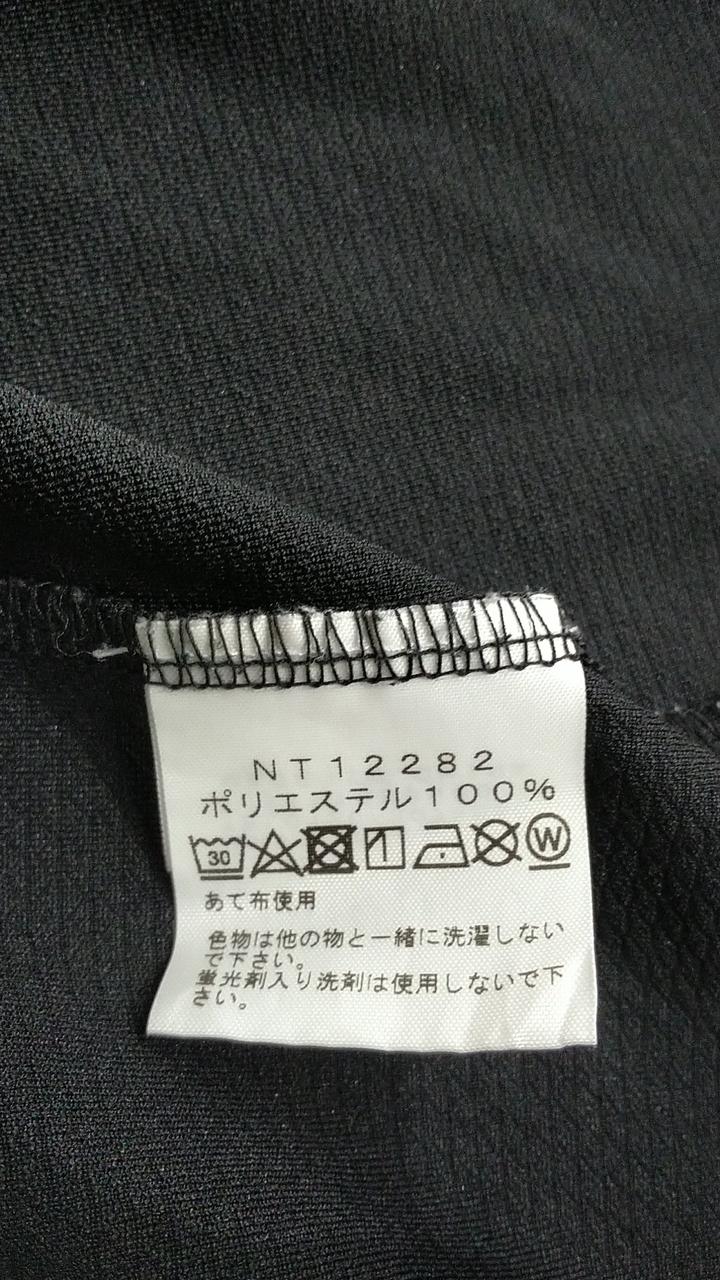 NT12282
ポリエステル100%
30 W
あて布使用
色物は他の物と一緒に洗濯しない
で下さい。
蛍光剤入り洗剤は使用しないで下
さい。